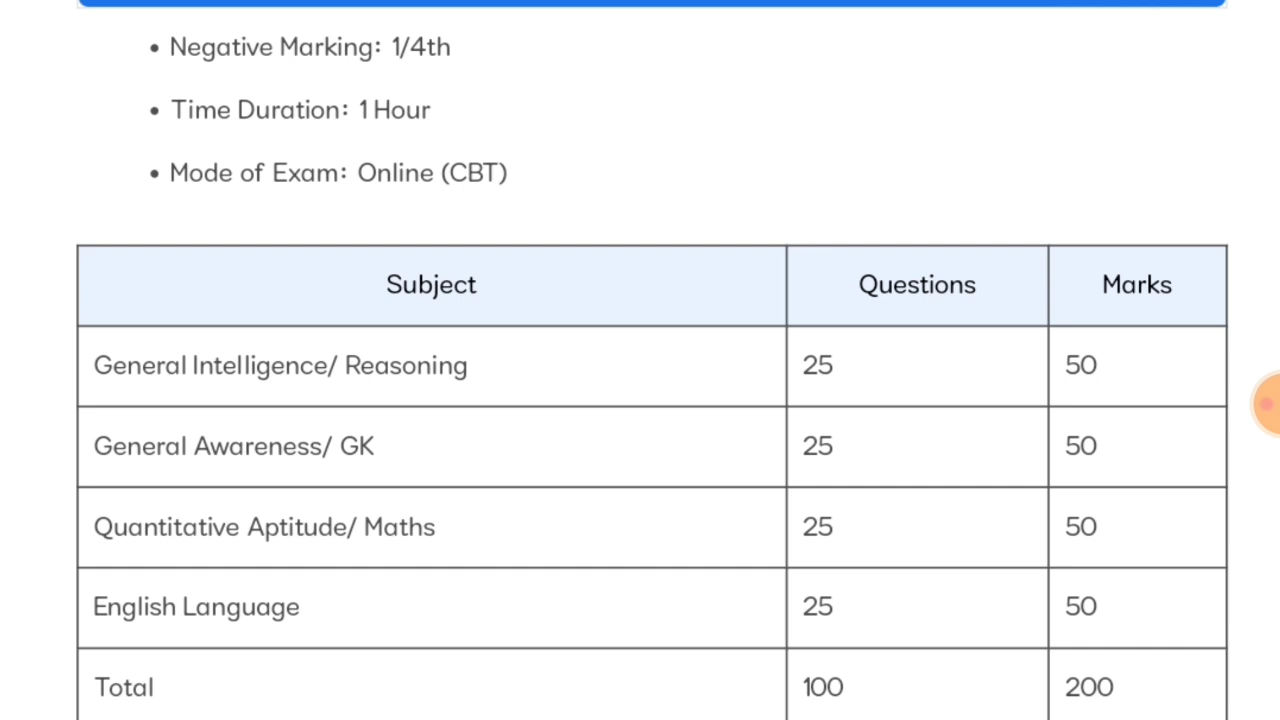 • Negative Marking: 1/4th
• Time Duration: 1 Hour
• Mode of Exam: Online (CBT)
Subject Questions Marks
General Intelligence/ Reasoning 25 50
General Awareness/ GK 25 50
Quantitative Aptitude/ Maths 25 50
English Language 25 50
Total 100 200